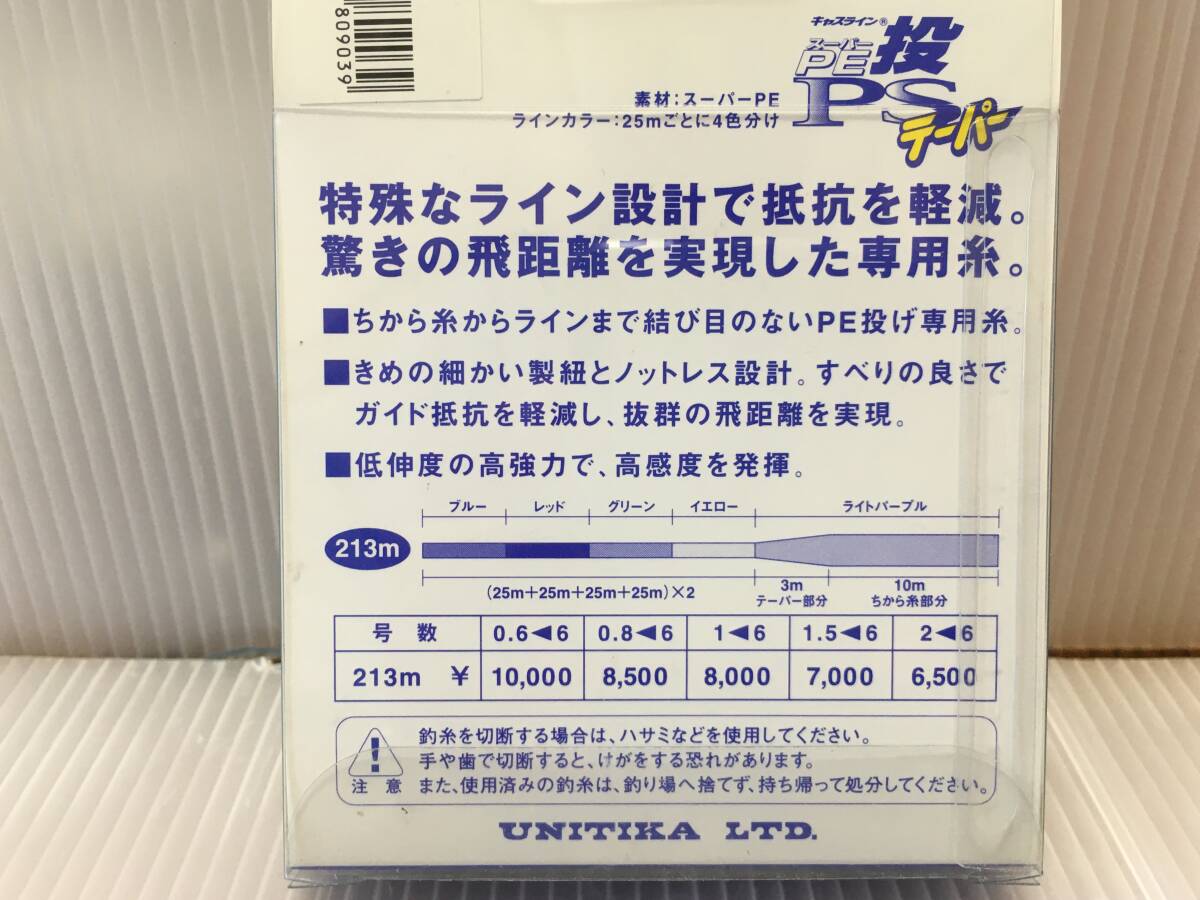 809039
キャスライン®
スーパー
PE投
PS
テーパー
素材：スーパーPE
ラインカラー：25mごとに4色分け
特殊なライン設計で抵抗を軽減。
驚きの飛距離を実現した専用糸。
■ちから糸からラインまで結び目のないPE投げ専用糸。
■きめの細かい製紐とノットレス設計。すべりの良さで
ガイド抵抗を軽減し、抜群の飛距離を実現。
■低伸度の高強力で、高感度を発揮。
ブルー レッド グリーン イエロー ライトパープル
213m
(25m+25m+25m+25m)×2 3m 10m
テーパー部分 ちから糸部分
号数 0.6◀6 0.8◀6 1◀6 1.5◀6 2◀6
213m ¥ 10,000 8,500 8,000 7,000 6,500
釣糸を切断する場合は、ハサミなどを使用してください。
手や歯で切断すると、けがをする恐れがあります。
注意 また、使用済みの釣糸は、釣り場へ捨てず、持ち帰って処分してください。
UNITIKA LTD.